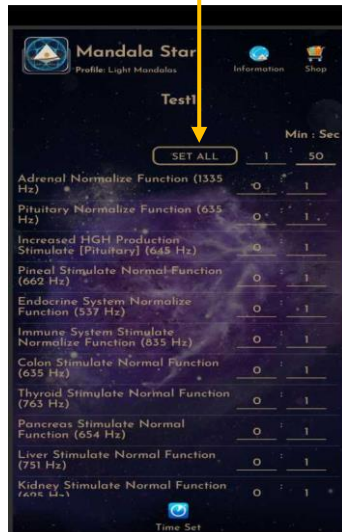 Mandala Star
Profile: Light Mandalas
Information
Shop
Test1
Min : Sec
SET ALL 1 : 50
Adrenal Normalize Function (1335
Hz) 0 : 1
Pituitary Normalize Function (635
Hz) 0 : 1
Increased HGH Production
Stimulate [Pituitary] (645 Hz) 0 : 1
Pineal Stimulate Normal Function
(662 Hz) 0 : 1
Endocrine System Normalize
Function (537 Hz) 0 : 1
Immune System Stimulate
Normalize Function (835 Hz) 0 : 1
Colon Stimulate Normal Function
(635 Hz) 0 : 1
Thyroid Stimulate Normal Function
(763 Hz) 0 : 1
Pancreas Stimulate Normal
Function (654 Hz) 0 : 1
Liver Stimulate Normal Function
(751 Hz) 0 : 1
Kidney Stimulate Normal Function
0 : 1
Time Set